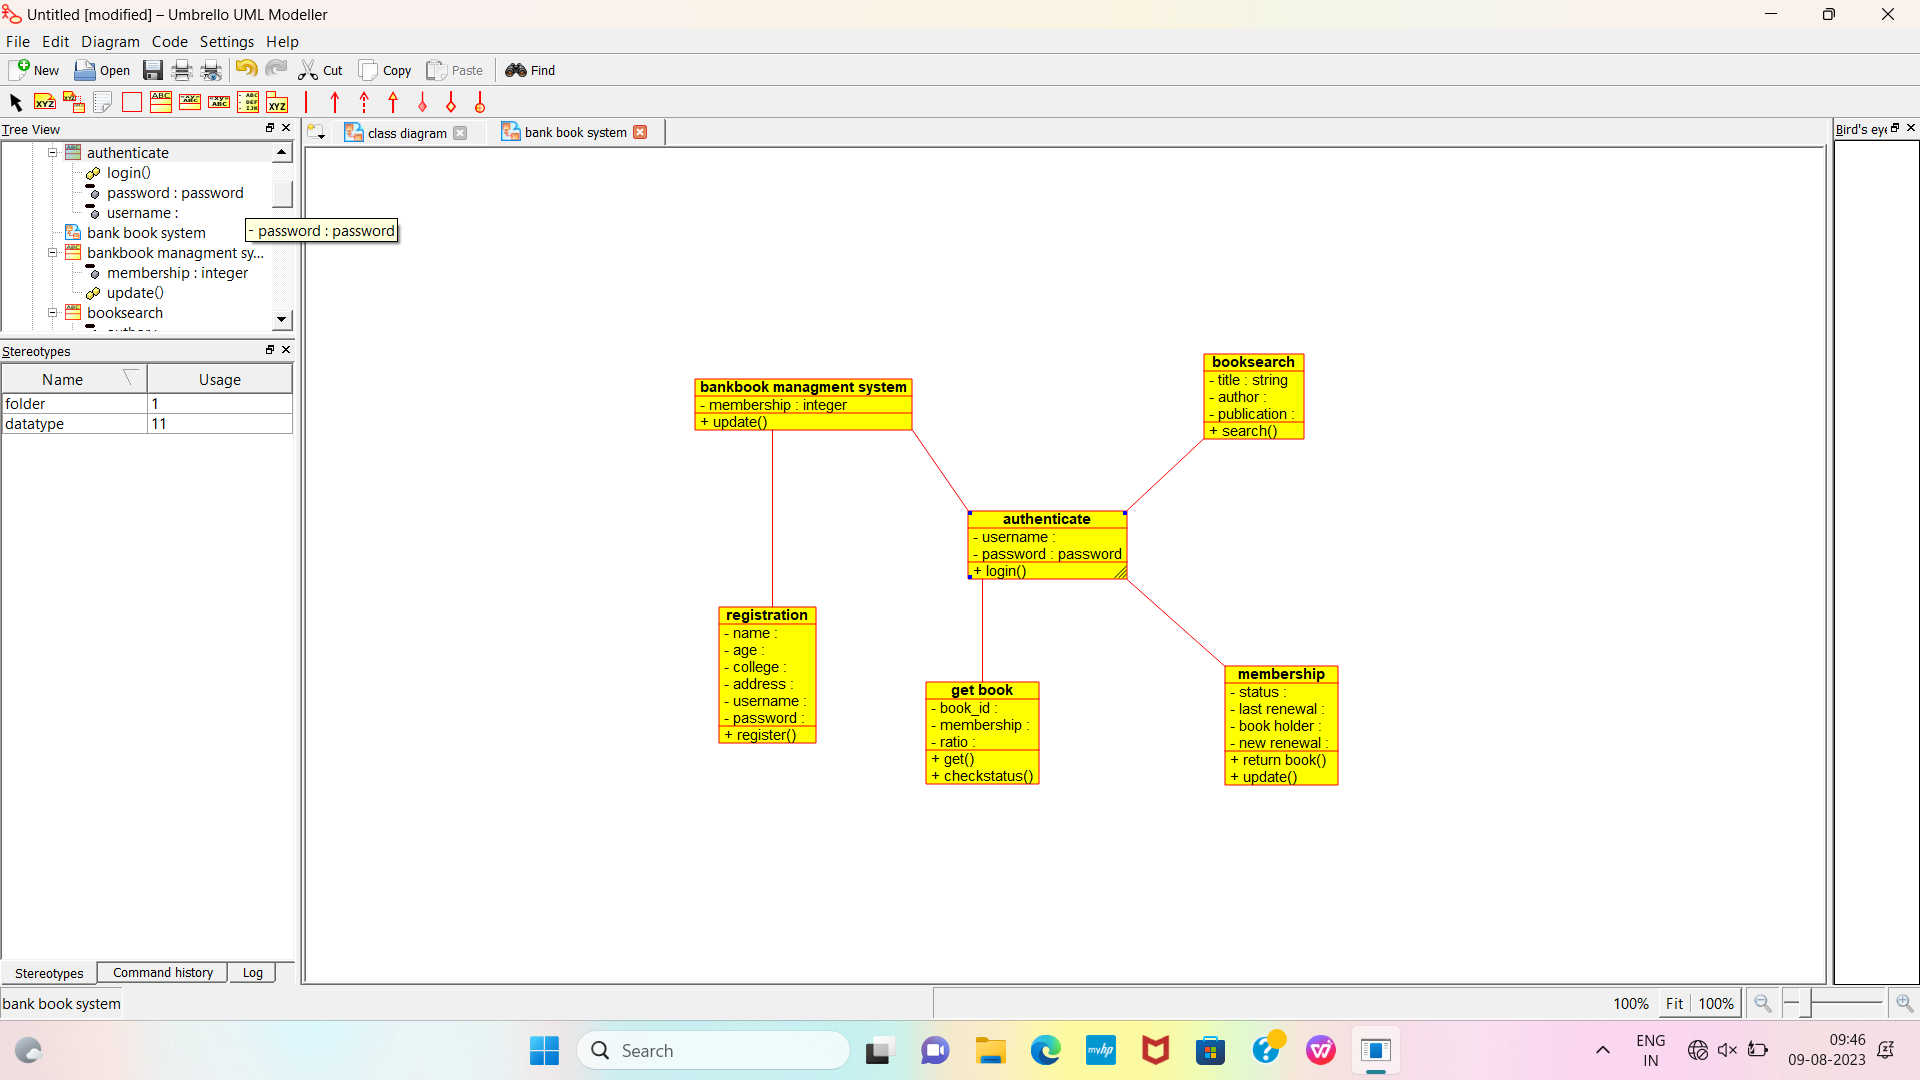 Untitled [modified] – Umbrello UML Modeller
File Edit Diagram Code Settings Help
New Open Cut Copy Paste Find
Tree View
class diagram
bank book system
Bird's eye
authenticate
login()
password : password
username :
- password : password
bank book system
bankbook managment sy...
membership : integer
update()
booksearch
Stereotypes
Name Usage
folder 1
datatype 11
bankbook managment system
- membership : integer
+ update()
booksearch
- title : string
- author :
- publication :
+ search()
authenticate
- username :
- password : password
+ login()
registration
- name :
- age :
- college :
- address :
- username :
- password :
+ register()
get book
- book_id :
- membership :
- ratio :
+ get()
+ checkstatus()
membership
- status :
- last renewal :
- book holder :
- new renewal :
+ return book()
+ update()
Stereotypes Command history Log
bank book system
100% Fit 100%
Search
myhp
ENG
IN
09:46
09-08-2023